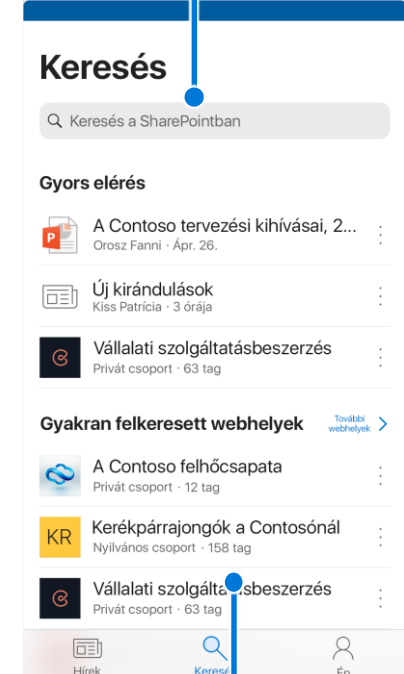 Keresés
Keresés a SharePointban
Gyors elérés
P
A Contoso tervezési kihívásai, 2...
Orosz Fanni · Ápr. 26.
Új kirándulások
Kiss Patrícia · 3 órája
Vállalati szolgáltatásbeszerzés
Privát csoport · 63 tag
Gyakran felkeresett webhelyek
További
webhelyek
A Contoso felhőcsapata
Privát csoport · 12 tag
KR
Kerékpárrajongók a Contosónál
Nyilvános csoport · 158 tag
Vállalati szolgáltatásbeszerzés
Privát csoport · 63 tag
Hírek
Keresés
Én